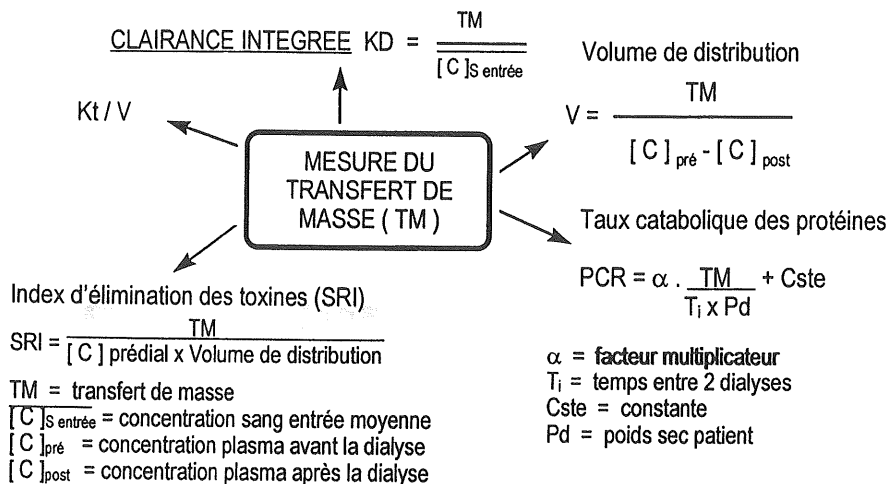 CLAIRANCE INTEGREE KD = TM
[ C ]S entrée
Kt / V
Volume de distribution
V = TM
[ C ] pré - [ C ] post
MESURE DU
TRANSFERT DE
MASSE ( TM )
Taux catabolique des protéines
PCR = α . TM + Cste
Ti x Pd
α = facteur multiplicateur
Ti = temps entre 2 dialyses
Cste = constante
Pd = poids sec patient
Index d'élimination des toxines (SRI)
SRI = TM
[ C ] prédial x Volume de distribution
TM = transfert de masse
[ C ]S entrée = concentration sang entrée moyenne
[ C ]pré = concentration plasma avant la dialyse
[ C ]post = concentration plasma après la dialyse